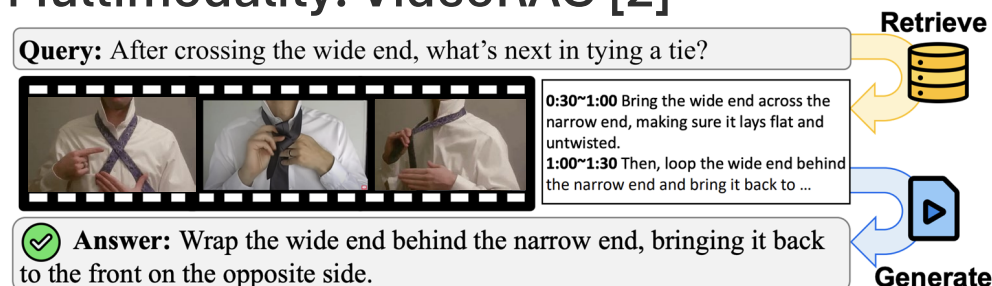 Multimodality: VideoRAG [2]
Retrieve
Query: After crossing the wide end, what's next in tying a tie?
0:30~1:00 Bring the wide end across the
narrow end, making sure it lays flat and
untwisted.
1:00~1:30 Then, loop the wide end behind
the narrow end and bring it back to ...
Answer: Wrap the wide end behind the narrow end, bringing it back
to the front on the opposite side.
Generate